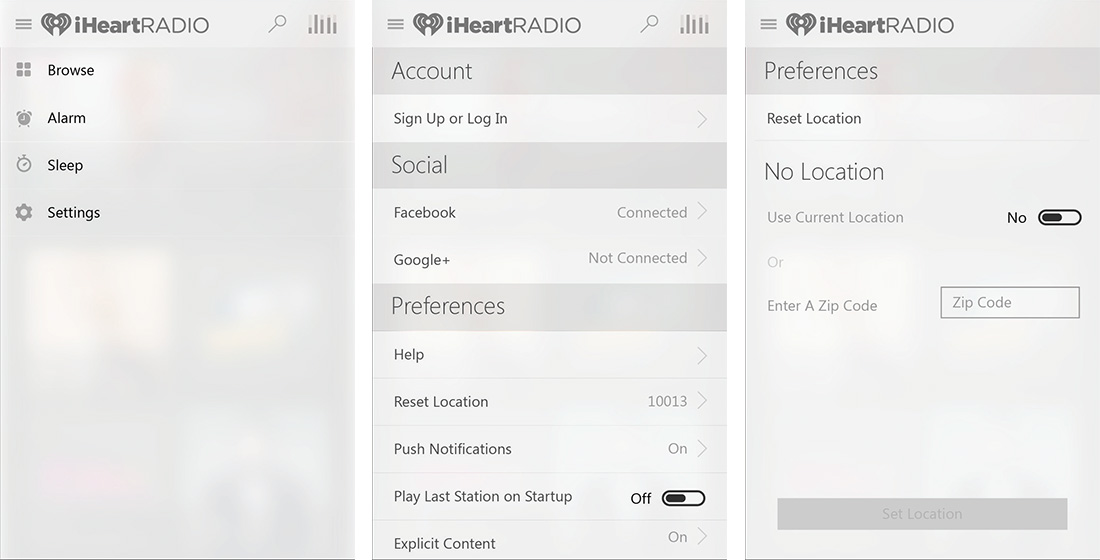 iHeartRADIO
Browse
Alarm
Sleep
Settings
iHeartRADIO
Account
Sign Up or Log In
Social
Facebook Connected
Google+ Not Connected
Preferences
Help
Reset Location 10013
Push Notifications On
Play Last Station on Startup Off
Explicit Content On
iHeartRADIO
Preferences
Reset Location
No Location
Use Current Location No
Or
Enter A Zip Code Zip Code
Set Location